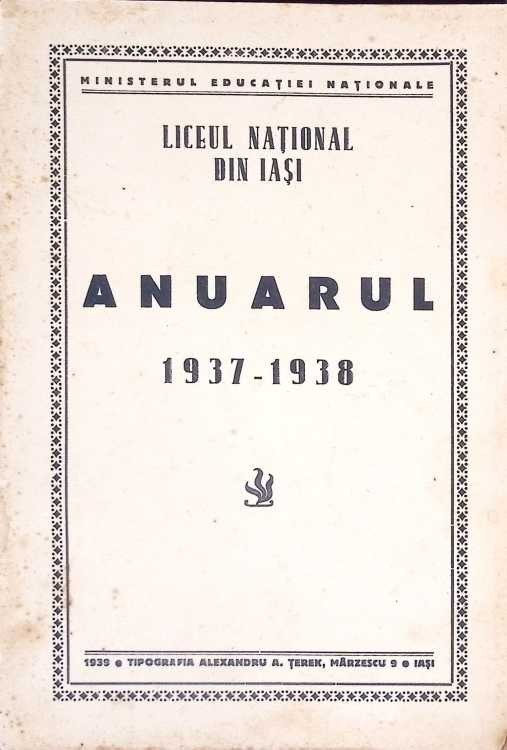 MINISTERUL EDUCAȚIEI NAȚIONALE
LICEUL NAȚIONAL
DIN IAȘI
ANUARUL
1937-1938
1939 ● TIPOGRAFIA ALEXANDRU A. ȚEREK, MÂRZESCU 9 ● IAȘI